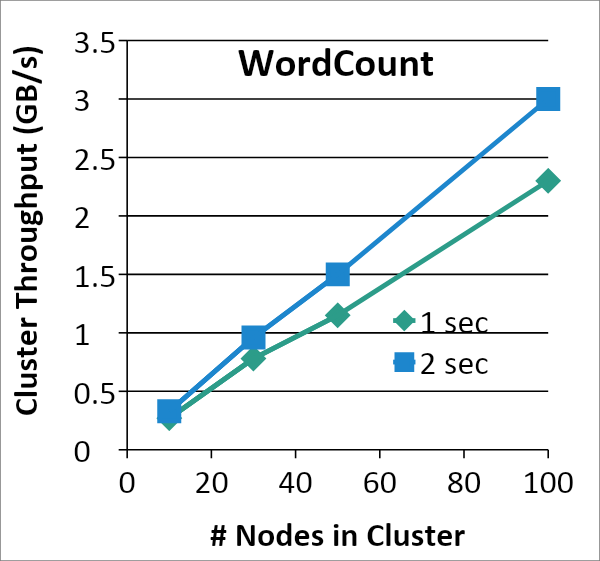 WordCount
Cluster Throughput (GB/s)
3.5
3
2.5
2
1.5
1
0.5
0
1 sec
2 sec
0 20 40 60 80 100
# Nodes in Cluster